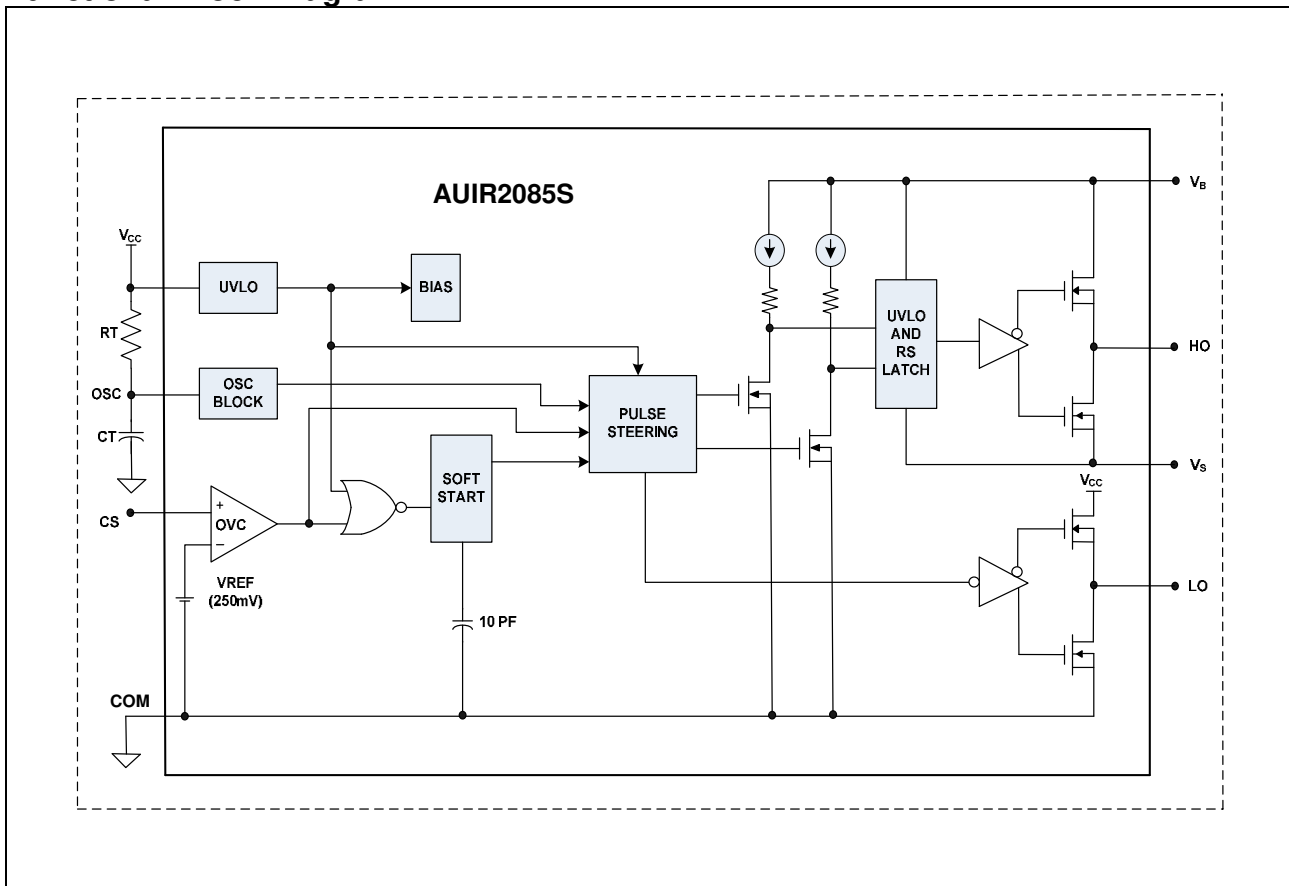 AUIR2085S
VCC
UVLO
BIAS
RT
OSC
OSC
BLOCK
CT
CS
+
OVC
−
VREF
(250mV)
SOFT
START
10 PF
PULSE
STEERING
UVLO
AND
RS
LATCH
VB
HO
VS
VCC
LO
COM